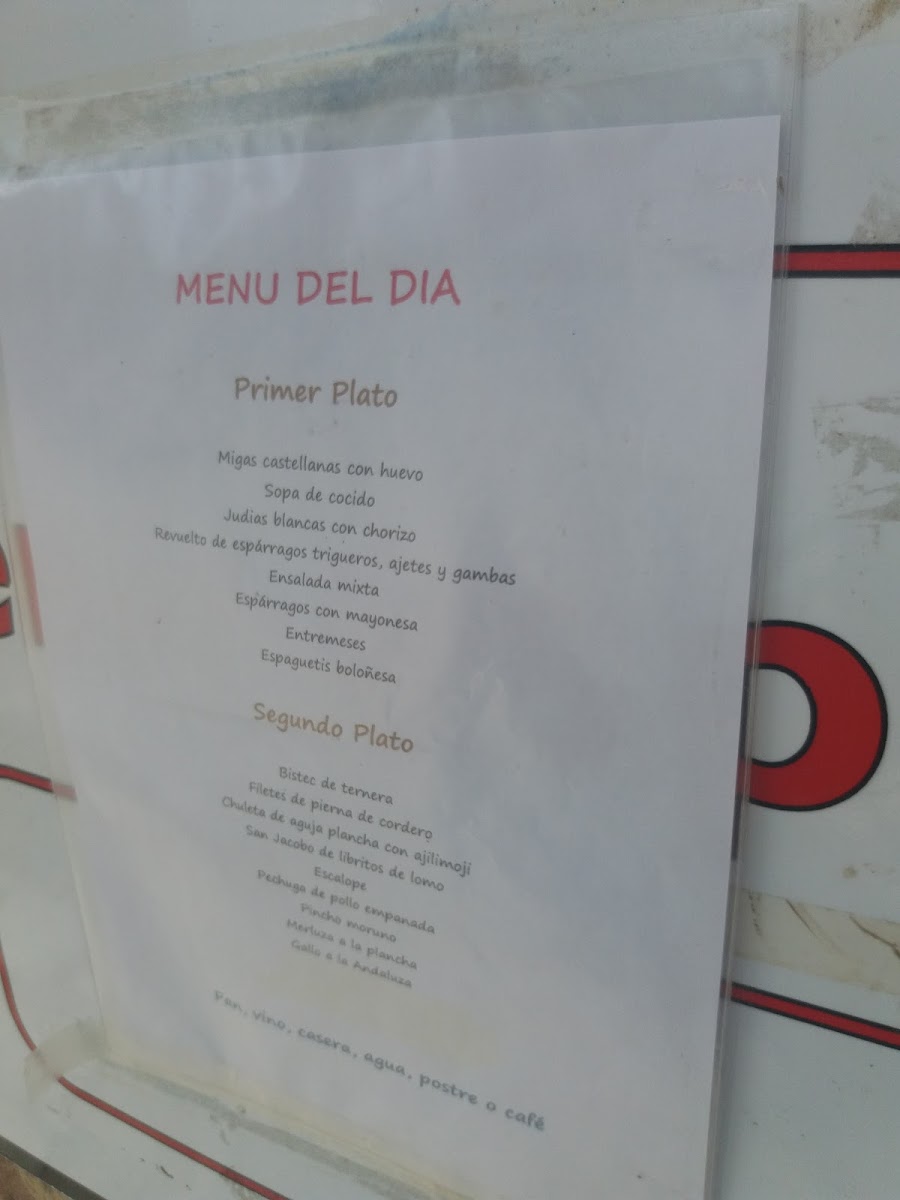 MENU DEL DIA
Primer Plato
Migas castellanas con huevo
Sopa de cocido
Judias blancas con chorizo
Revuelto de espárragos trigueros, ajetes y gambas
Ensalada mixta
Espárragos con mayonesa
Entremeses
Espaguetis boloñesa
Segundo Plato
Bistec de ternera
Filetes de pierna de cordero
Chuleta de aguja plancha con ajilimoji
San Jacobo de libritos de lomo
Escalope
Pechuga de pollo empanada
Pincho moruno
Merluza a la plancha
Gallo a la Andaluza
Pan, vino, casera, agua, postre o café